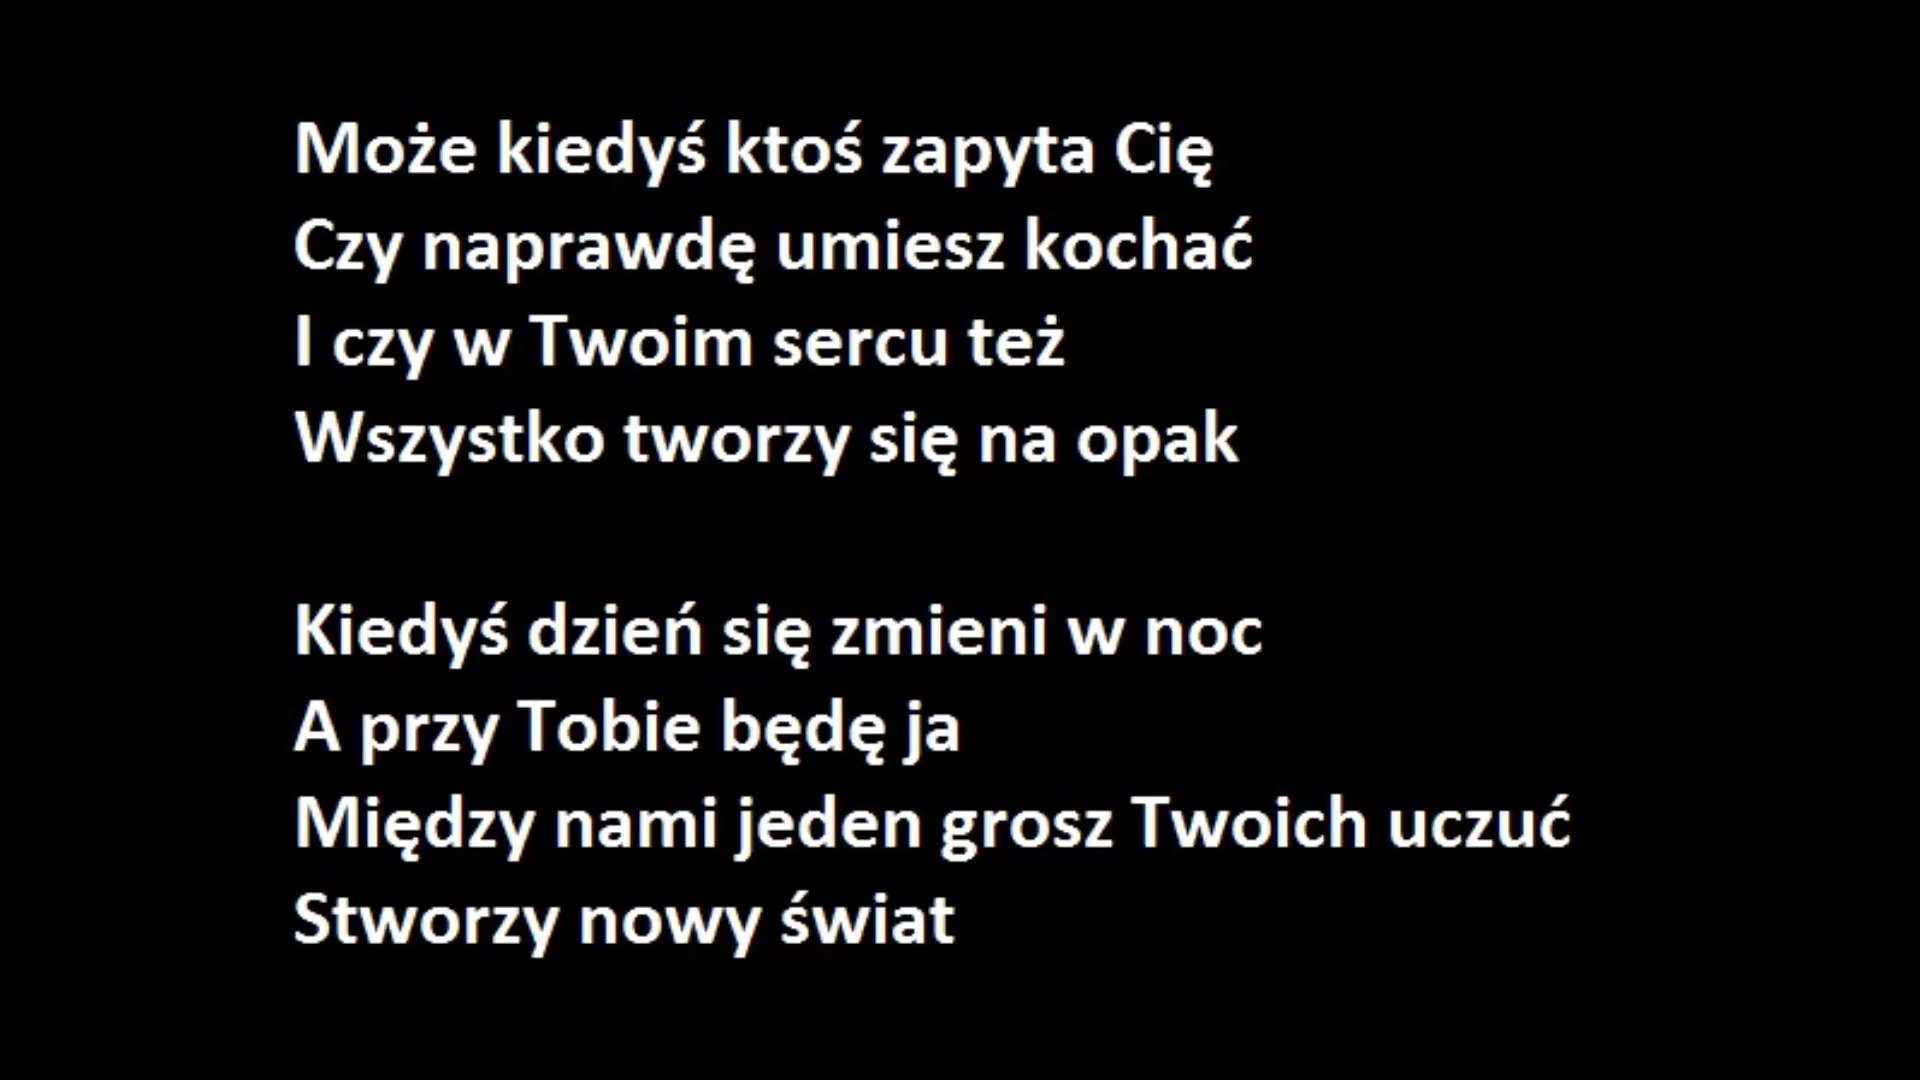 Może kiedyś ktoś zapyta Cię
Czy naprawdę umiesz kochać
I czy w Twoim sercu też
Wszystko tworzy się na opak
Kiedyś dzień się zmieni w noc
A przy Tobie będę ja
Między nami jeden grosz Twoich uczuć
Stworzy nowy świat